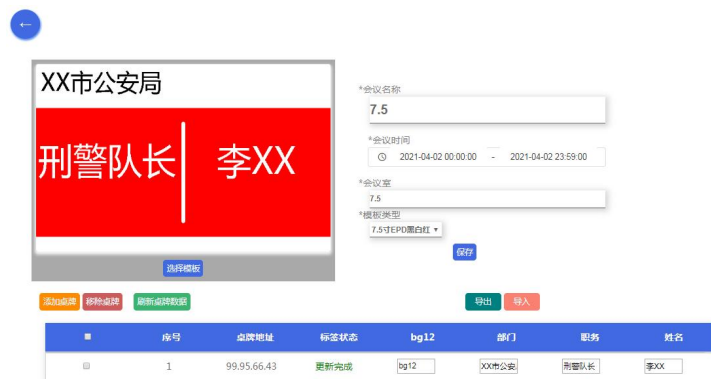 ←
XX市公安局
刑警队长 李XX
选择模板
*会议名称
7.5
*会议时间
2021-04-02 00:00:00 - 2021-04-02 23:59:00
*会议室
7.5
*模板类型
7.5寸EPD黑白红
保存
添加桌牌 移除桌牌 刷新桌牌数据 导出 导入
序号 桌牌地址 标签状态 bg12 部门 职务 姓名
1 99.95.66.43 更新完成 bg12 XX市公安 刑警队长 李XX